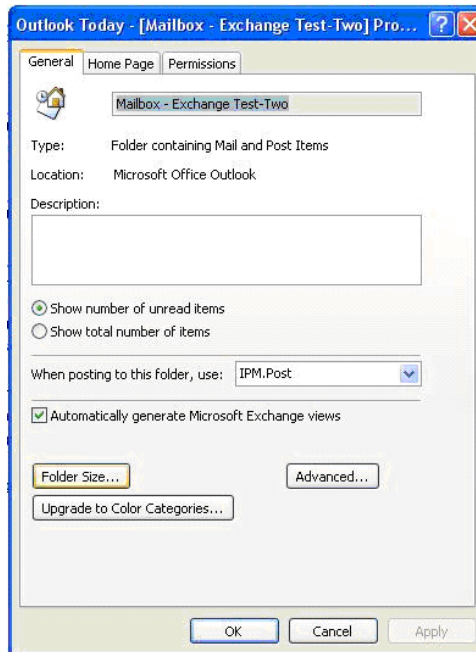 Outlook Today - [Mailbox - Exchange Test-Two] Pro...
General Home Page Permissions
Mailbox - Exchange Test-Two
Type: Folder containing Mail and Post Items
Location: Microsoft Office Outlook
Description:
Show number of unread items
Show total number of items
When posting to this folder, use: IPM.Post
Automatically generate Microsoft Exchange views
Folder Size... Advanced...
Upgrade to Color Categories...
OK Cancel Apply